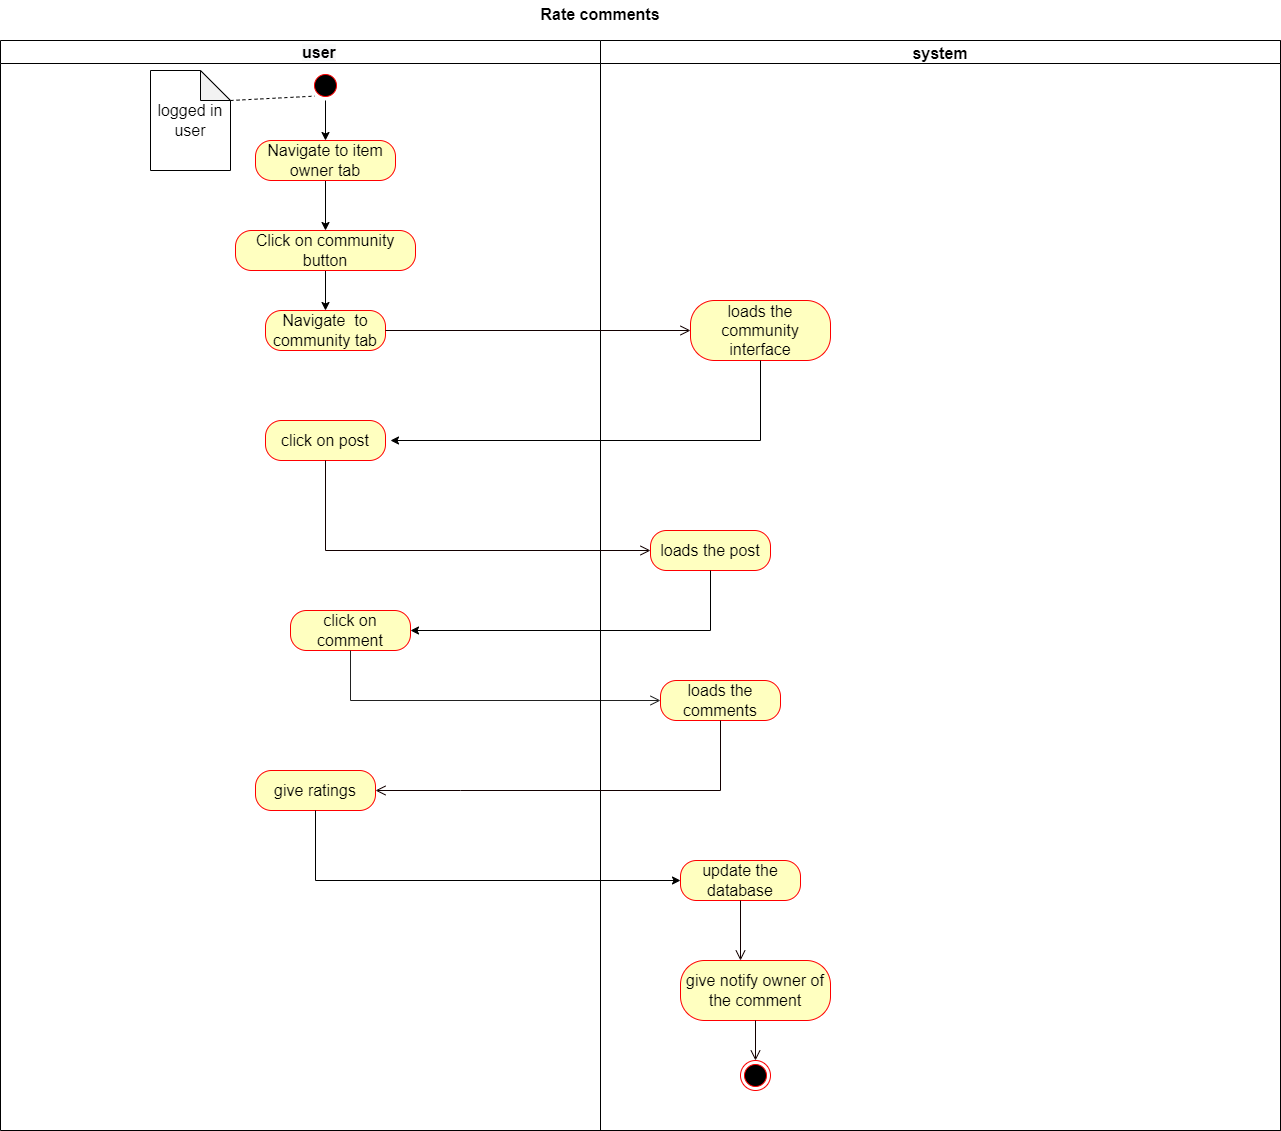 Rate comments
user
system
logged in
user
Navigate to item
owner tab
Click on community
button
Navigate  to
community tab
loads the
community
interface
click on post
loads the post
click on
comment
loads the
comments
give ratings
update the
database
give notify owner of
the comment